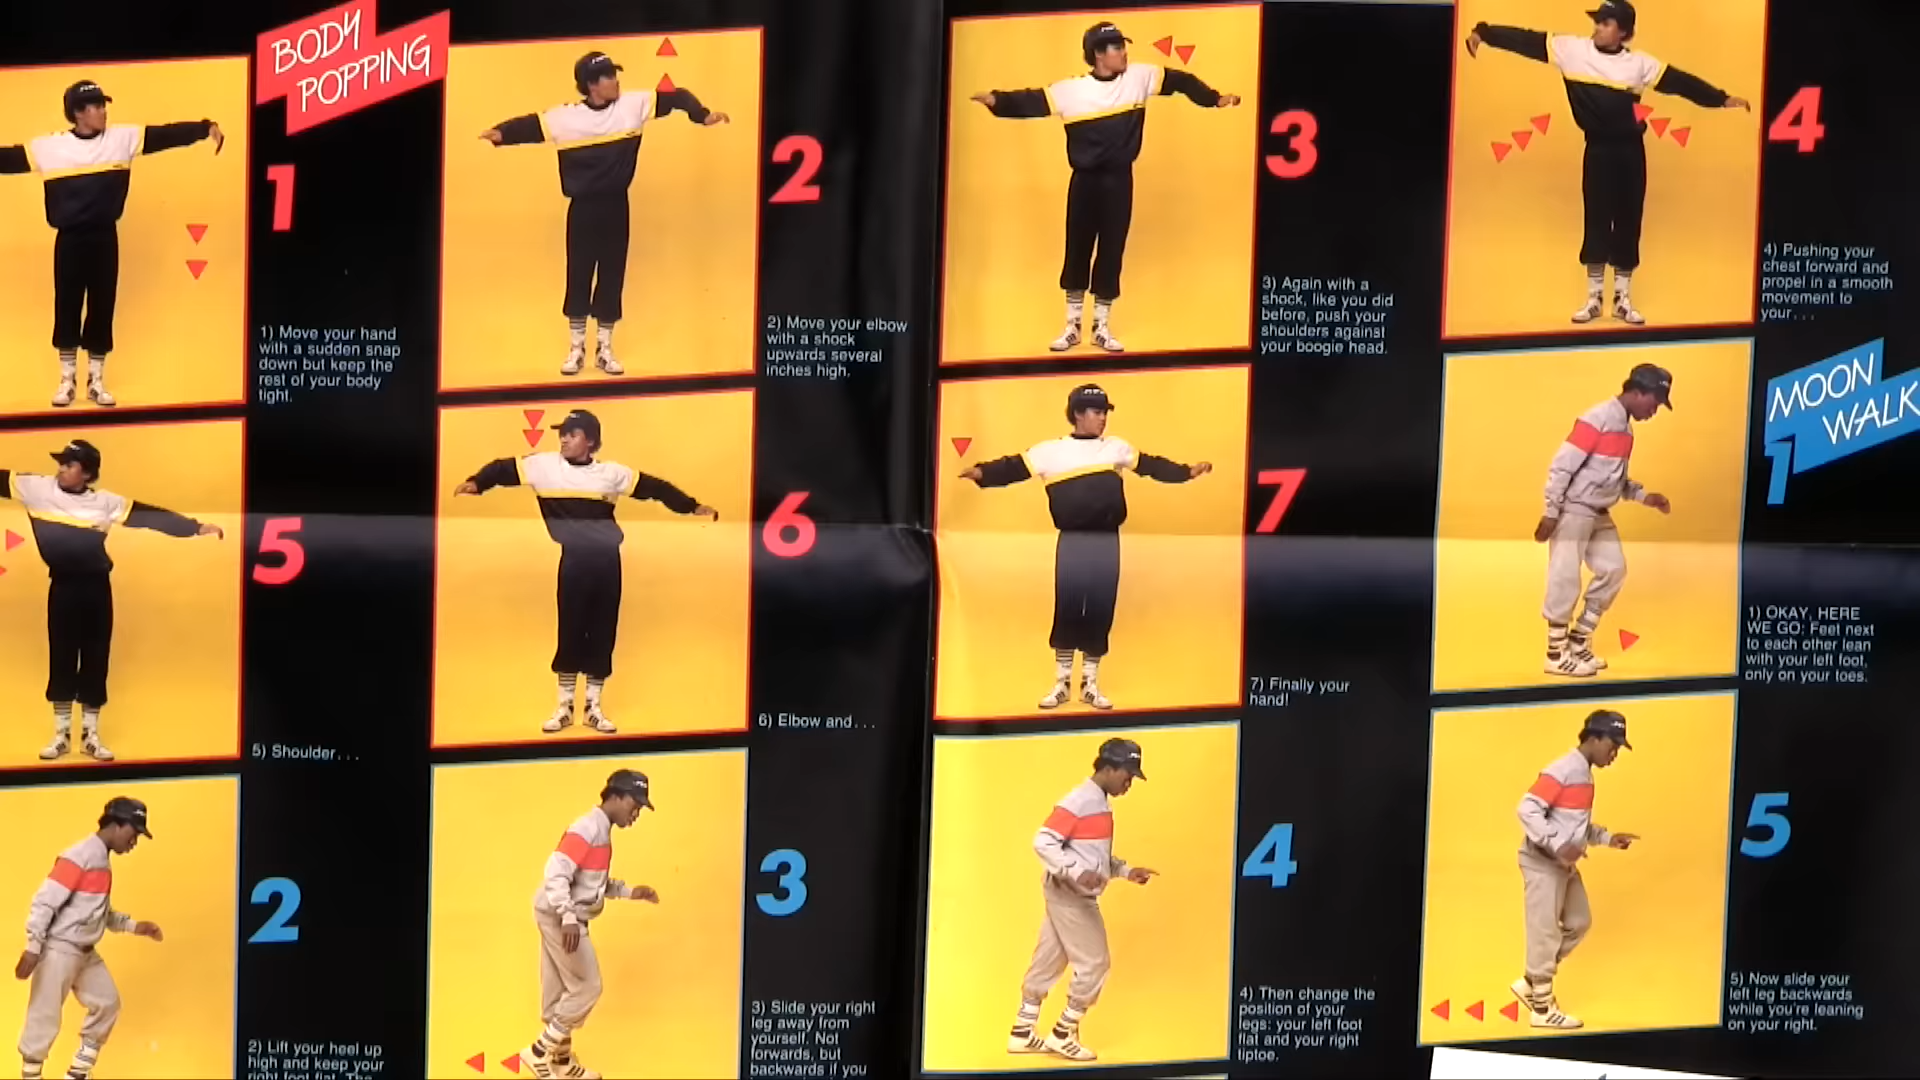 BODY
POPPING
1
1) Move your hand
with a sudden snap
down but keep the
rest of your body
tight.
2
2) Move your elbow
with a shock
upwards several
inches high.
3
3) Again with a
shock, like you did
before, push your
shoulders against
your boogie head.
4
4) Pushing your
chest forward and
propel in a smooth
movement to
your...
5
5) Shoulder...
6
6) Elbow and...
7
7) Finally your
hand!
MOON
WALK
1
1) OKAY, HERE
WE GO: Feet next
to each other lean
with your left foot,
only on your toes.
2
2) Lift your heel up
high and keep your
right foot flat. The
3
3) Slide your right
leg away from
yourself. Not
forwards, but
backwards if you
4
4) Then change the
position of your
legs: your left foot
flat and your right
tiptoe.
5
5) Now slide your
left leg backwards
while you're leaning
on your right.